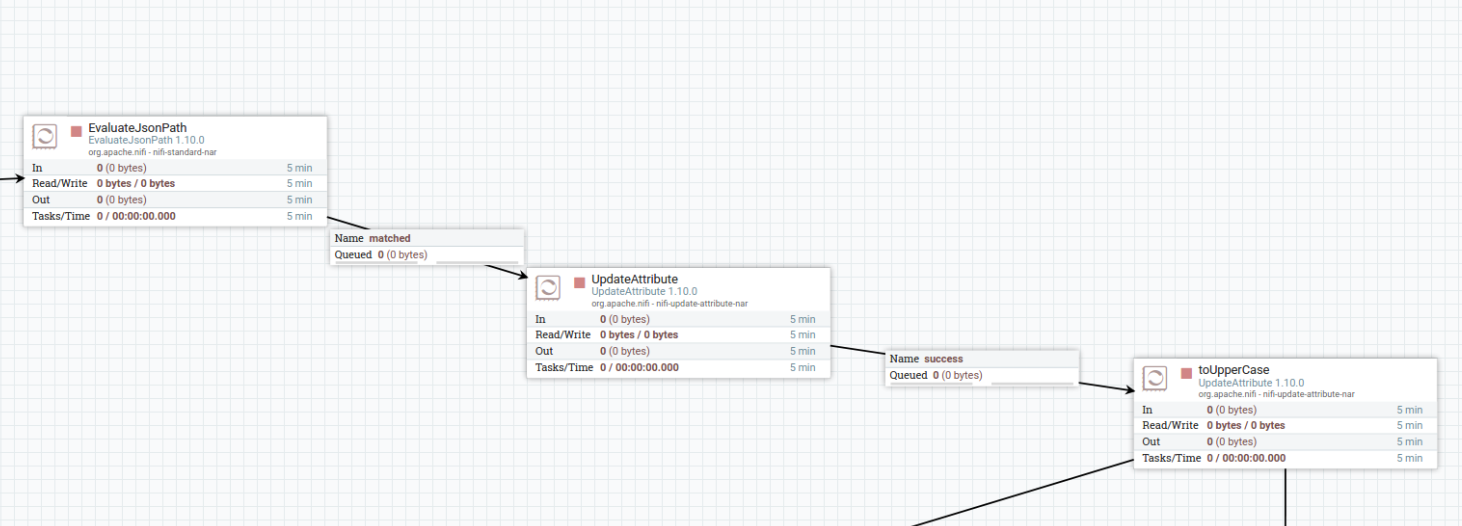 EvaluateJsonPath
EvaluateJsonPath 1.10.0
org.apache.nifi - nifi-standard-nar
In 0 (0 bytes) 5 min
Read/Write 0 bytes / 0 bytes 5 min
Out 0 (0 bytes) 5 min
Tasks/Time 0 / 00:00:00.000 5 min
Name matched
Queued 0 (0 bytes)
UpdateAttribute
UpdateAttribute 1.10.0
org.apache.nifi - nifi-update-attribute-nar
In 0 (0 bytes) 5 min
Read/Write 0 bytes / 0 bytes 5 min
Out 0 (0 bytes) 5 min
Tasks/Time 0 / 00:00:00.000 5 min
Name success
Queued 0 (0 bytes)
toUpperCase
UpdateAttribute 1.10.0
org.apache.nifi - nifi-update-attribute-nar
In 0 (0 bytes) 5 min
Read/Write 0 bytes / 0 bytes 5 min
Out 0 (0 bytes) 5 min
Tasks/Time 0 / 00:00:00.000 5 min